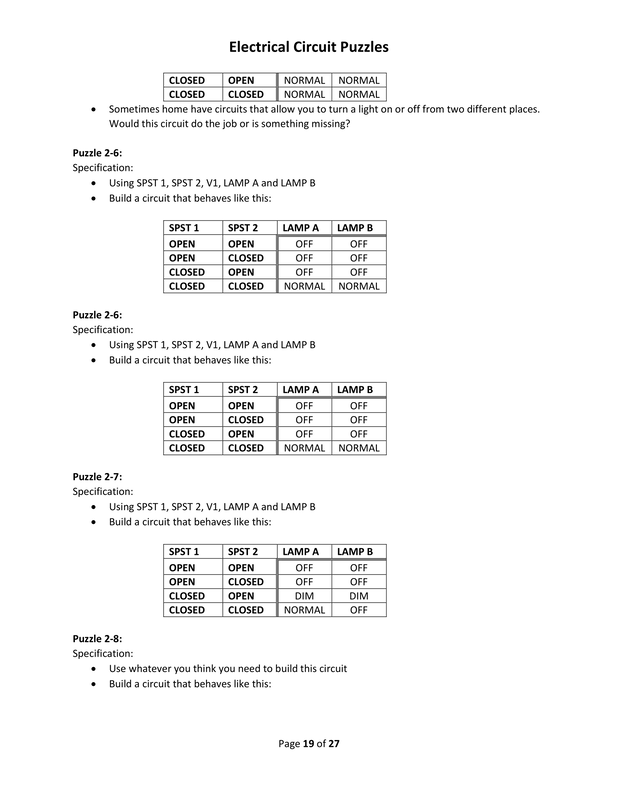 Electrical Circuit Puzzles
CLOSED OPEN NORMAL NORMAL
CLOSED CLOSED NORMAL NORMAL
• Sometimes home have circuits that allow you to turn a light on or off from two different places.
Would this circuit do the job or is something missing?
Puzzle 2-6:
Specification:
• Using SPST 1, SPST 2, V1, LAMP A and LAMP B
• Build a circuit that behaves like this:
SPST 1 SPST 2 LAMP A LAMP B
OPEN OPEN OFF OFF
OPEN CLOSED OFF OFF
CLOSED OPEN OFF OFF
CLOSED CLOSED NORMAL NORMAL
Puzzle 2-6:
Specification:
• Using SPST 1, SPST 2, V1, LAMP A and LAMP B
• Build a circuit that behaves like this:
SPST 1 SPST 2 LAMP A LAMP B
OPEN OPEN OFF OFF
OPEN CLOSED OFF OFF
CLOSED OPEN OFF OFF
CLOSED CLOSED NORMAL NORMAL
Puzzle 2-7:
Specification:
• Using SPST 1, SPST 2, V1, LAMP A and LAMP B
• Build a circuit that behaves like this:
SPST 1 SPST 2 LAMP A LAMP B
OPEN OPEN OFF OFF
OPEN CLOSED OFF OFF
CLOSED OPEN DIM DIM
CLOSED CLOSED NORMAL OFF
Puzzle 2-8:
Specification:
• Use whatever you think you need to build this circuit
• Build a circuit that behaves like this:
Page 19 of 27